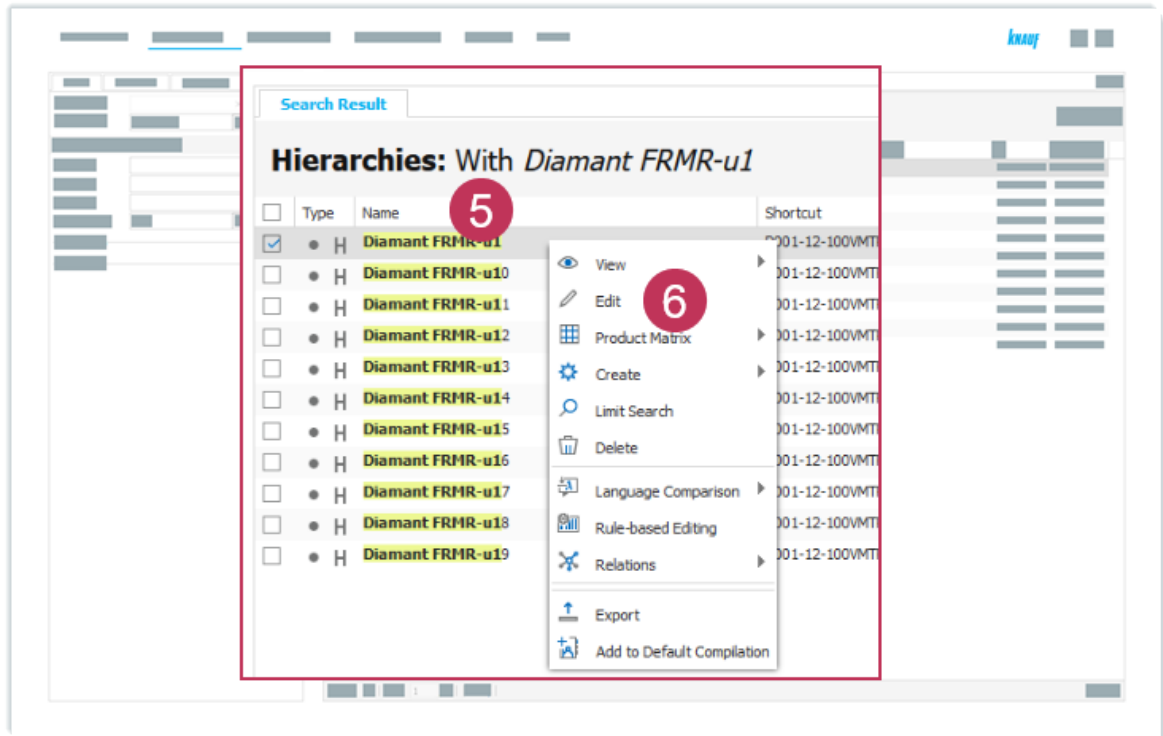 KNAUF
Search Result
Hierarchies: With Diamant FRMR-u1
Type Name 5 Shortcut
Diamant FRMR-u1
Diamant FRMR-u10
Diamant FRMR-u11
Diamant FRMR-u12
Diamant FRMR-u13
Diamant FRMR-u14
Diamant FRMR-u15
Diamant FRMR-u16
Diamant FRMR-u17
Diamant FRMR-u18
Diamant FRMR-u19
View
Edit 6
Product Matrix
Create
Limit Search
Delete
Language Comparison
Rule-based Editing
Relations
Export
Add to Default Compilation